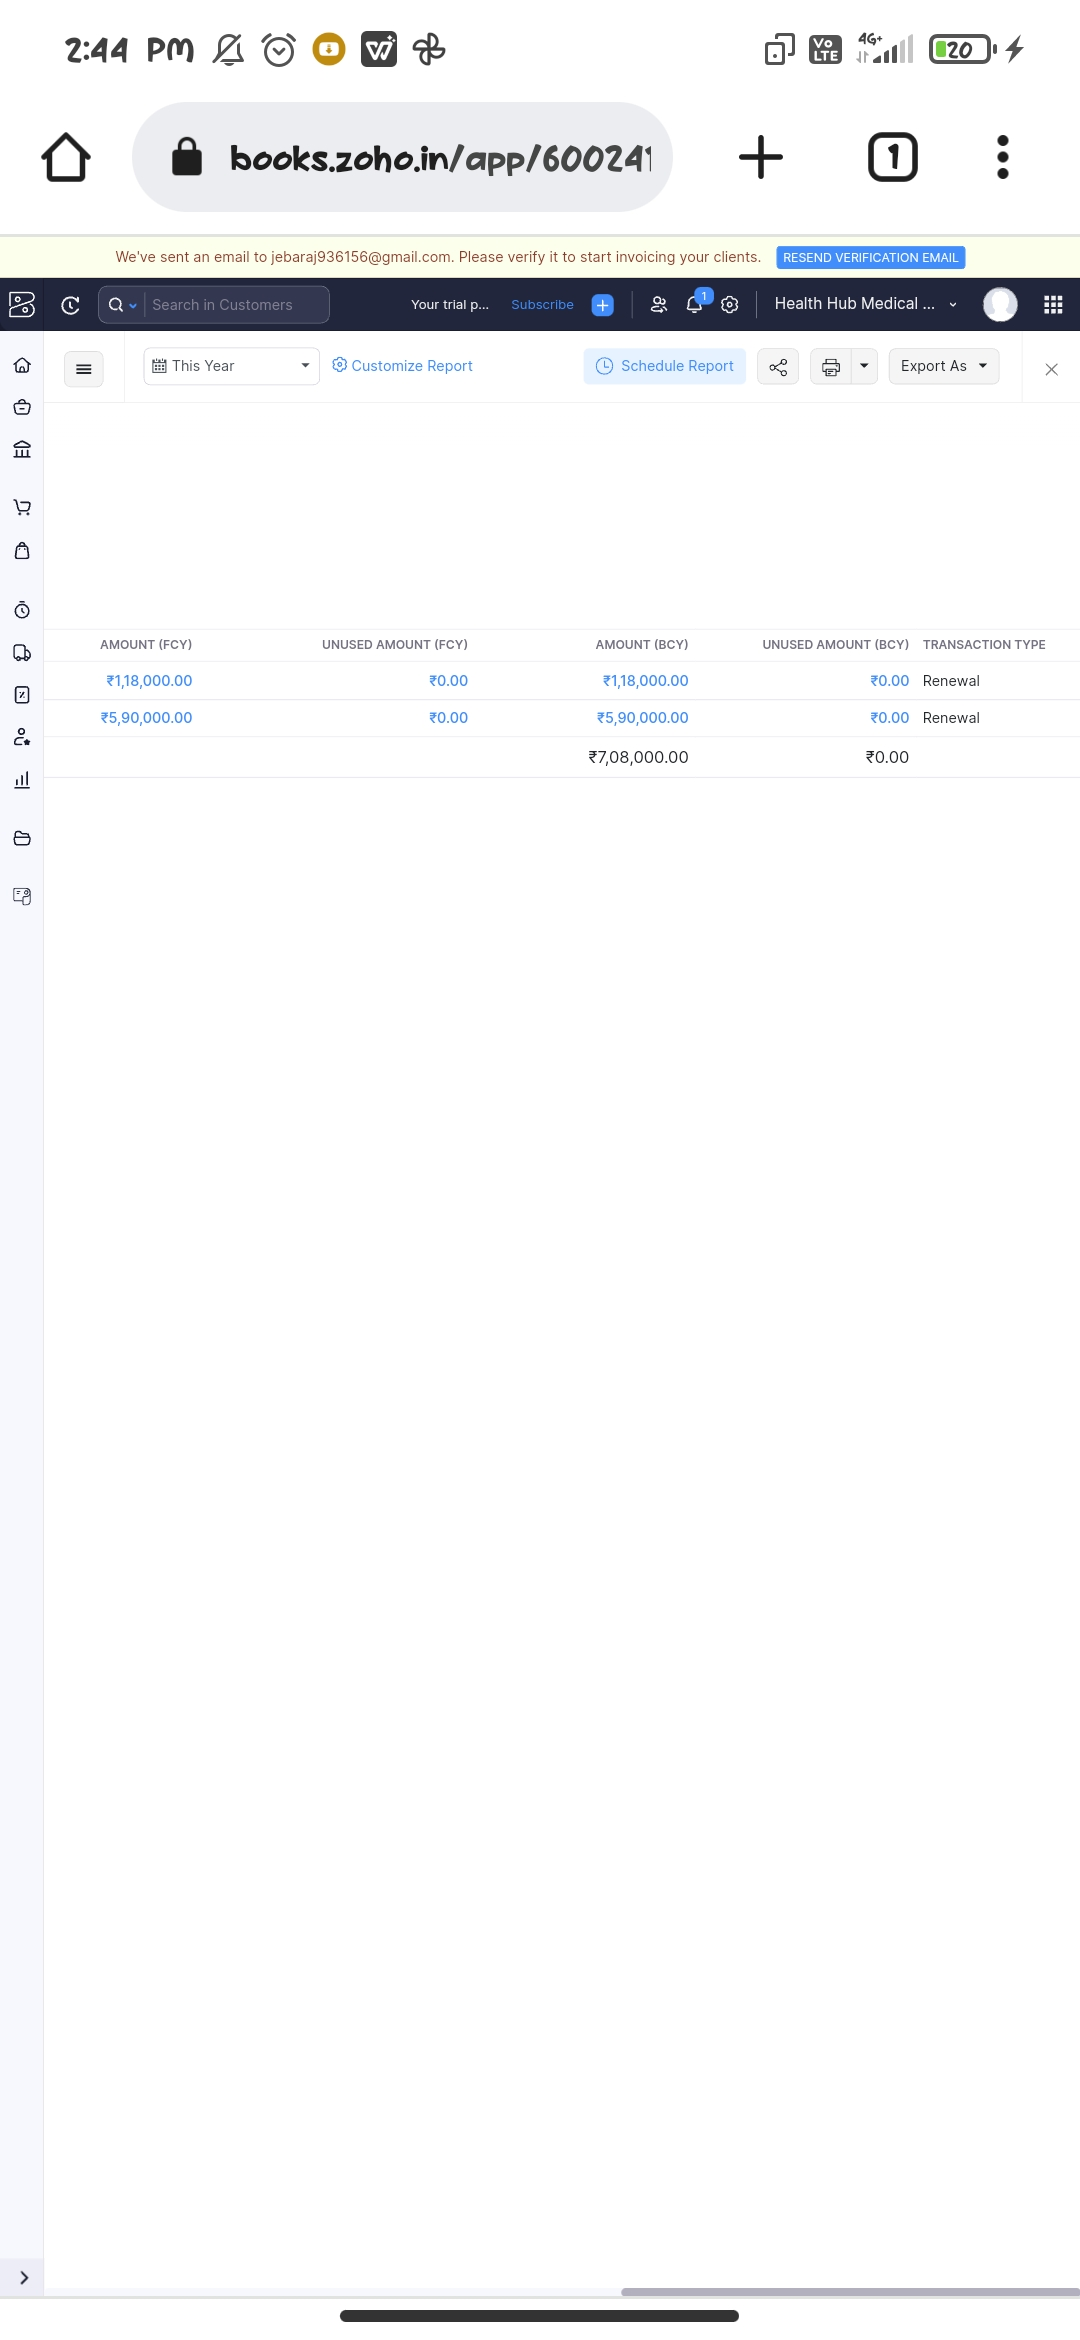 2:44 PM
VoLTE 4G+ 20
books.zoho.in/app/600241
1
We've sent an email to jebaraj936156@gmail.com. Please verify it to start invoicing your clients. RESEND VERIFICATION EMAIL
Search in Customers Your trial p... Subscribe 1 Health Hub Medical ...
This Year Customize Report Schedule Report Export As
AMOUNT (FCY) UNUSED AMOUNT (FCY) AMOUNT (BCY) UNUSED AMOUNT (BCY) TRANSACTION TYPE
₹1,18,000.00 ₹0.00 ₹1,18,000.00 ₹0.00 Renewal
₹5,90,000.00 ₹0.00 ₹5,90,000.00 ₹0.00 Renewal
₹7,08,000.00 ₹0.00